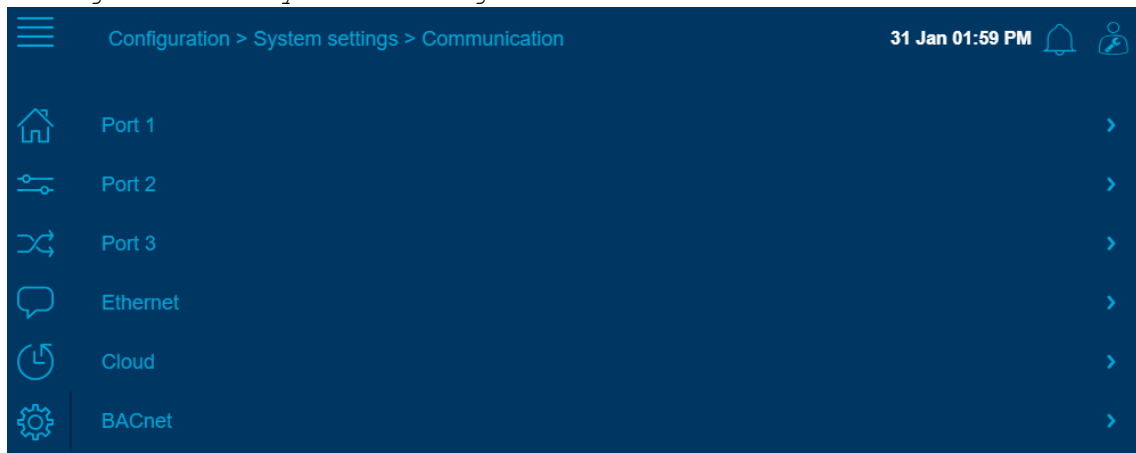 Configuration > System settings > Communication
31 Jan 01:59 PM
Port 1
Port 2
Port 3
Ethernet
Cloud
BACnet